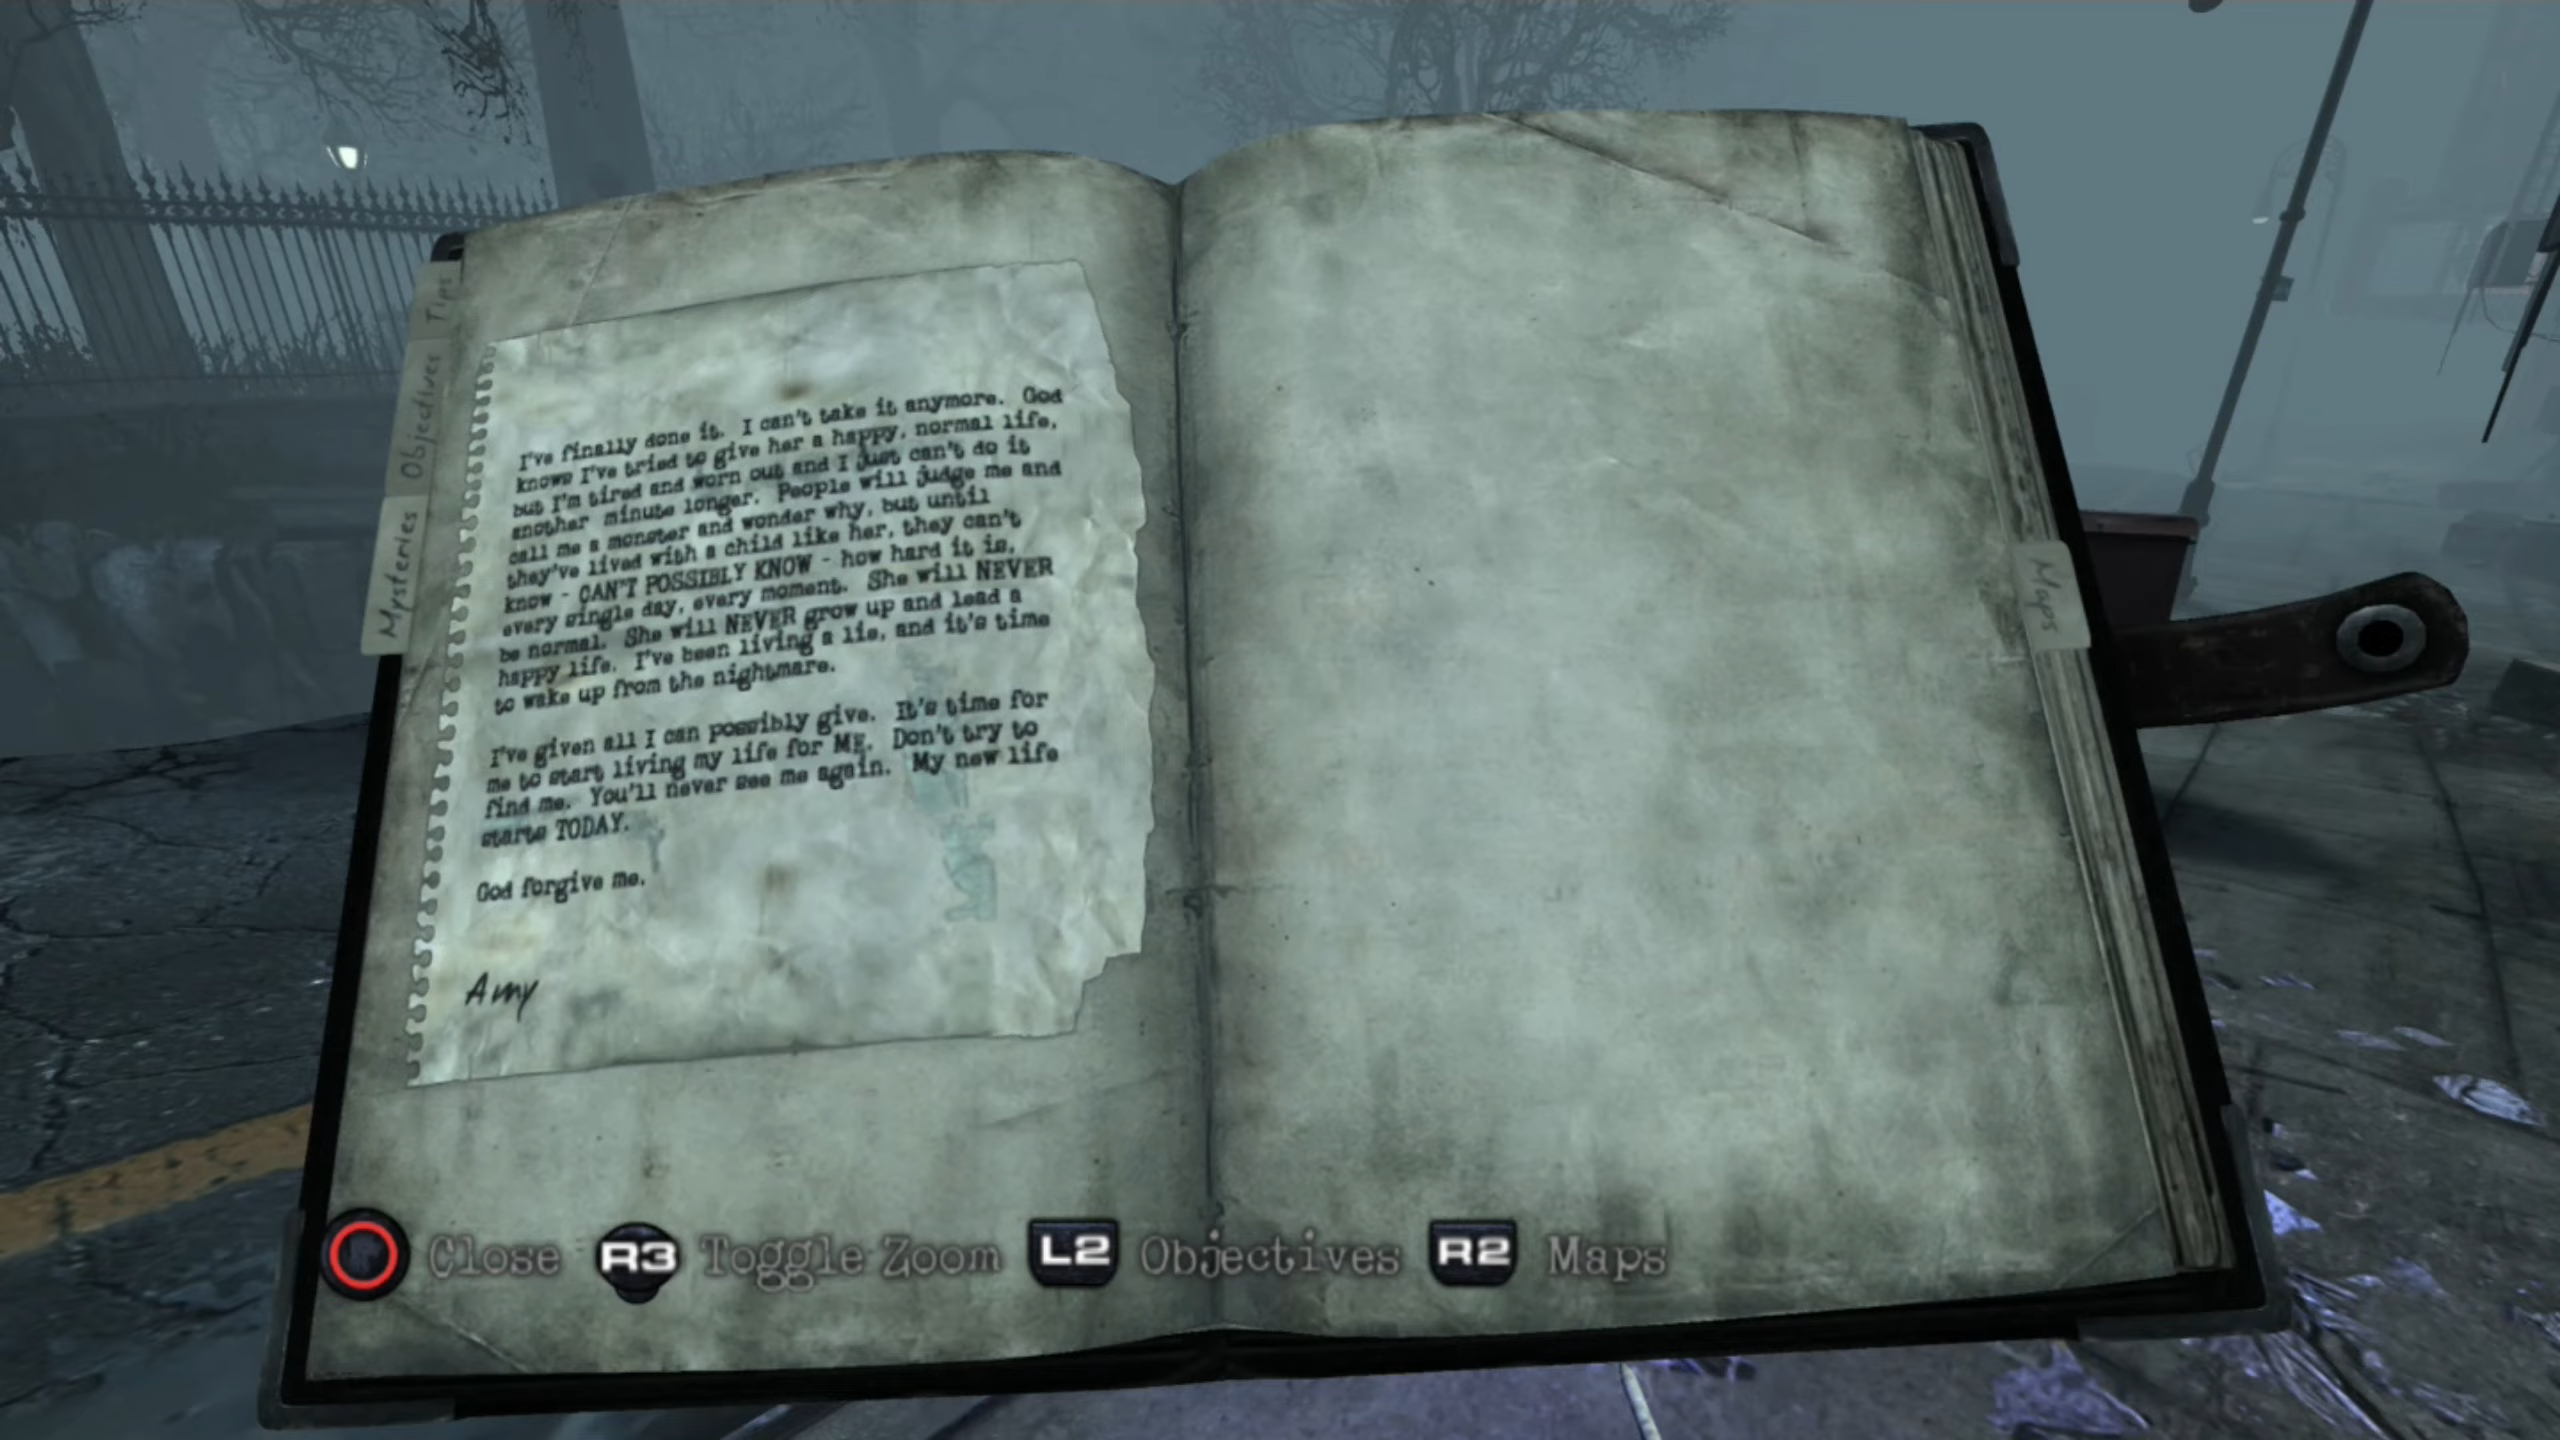 Tips
Objectives
Mysteries
I've finally done it.  I can't take it anymore.  God
knows I've tried to give her a happy, normal life,
but I'm tired and worn out and I just can't do it
another minute longer.  People will judge me and
call me a monster and wonder why, but until
they've lived with a child like her, they can't
know - CAN'T POSSIBLY KNOW - how hard it is,
every single day, every moment.  She will NEVER
be normal.  She will NEVER grow up and lead a
happy life.  I've been living a lie, and it's time
to wake up from the nightmare.
I've given all I can possibly give.  It's time for
me to start living my life for ME.  Don't try to
find me.  You'll never see me again.  My new life
starts TODAY.
God forgive me.
Amy
Maps
Close R3 Toggle Zoom L2 Objectives R2 Maps